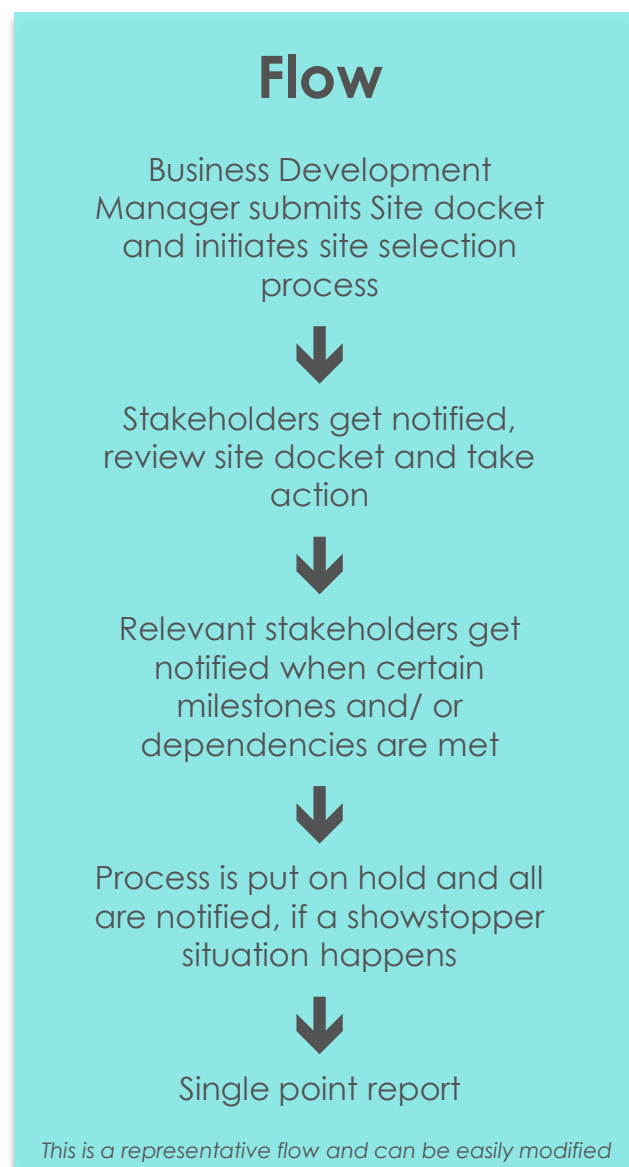 Flow
Business Development
Manager submits Site docket
and initiates site selection
process
Stakeholders get notified,
review site docket and take
action
Relevant stakeholders get
notified when certain
milestones and/ or
dependencies are met
Process is put on hold and all
are notified, if a showstopper
situation happens
Single point report
This is a representative flow and can be easily modified